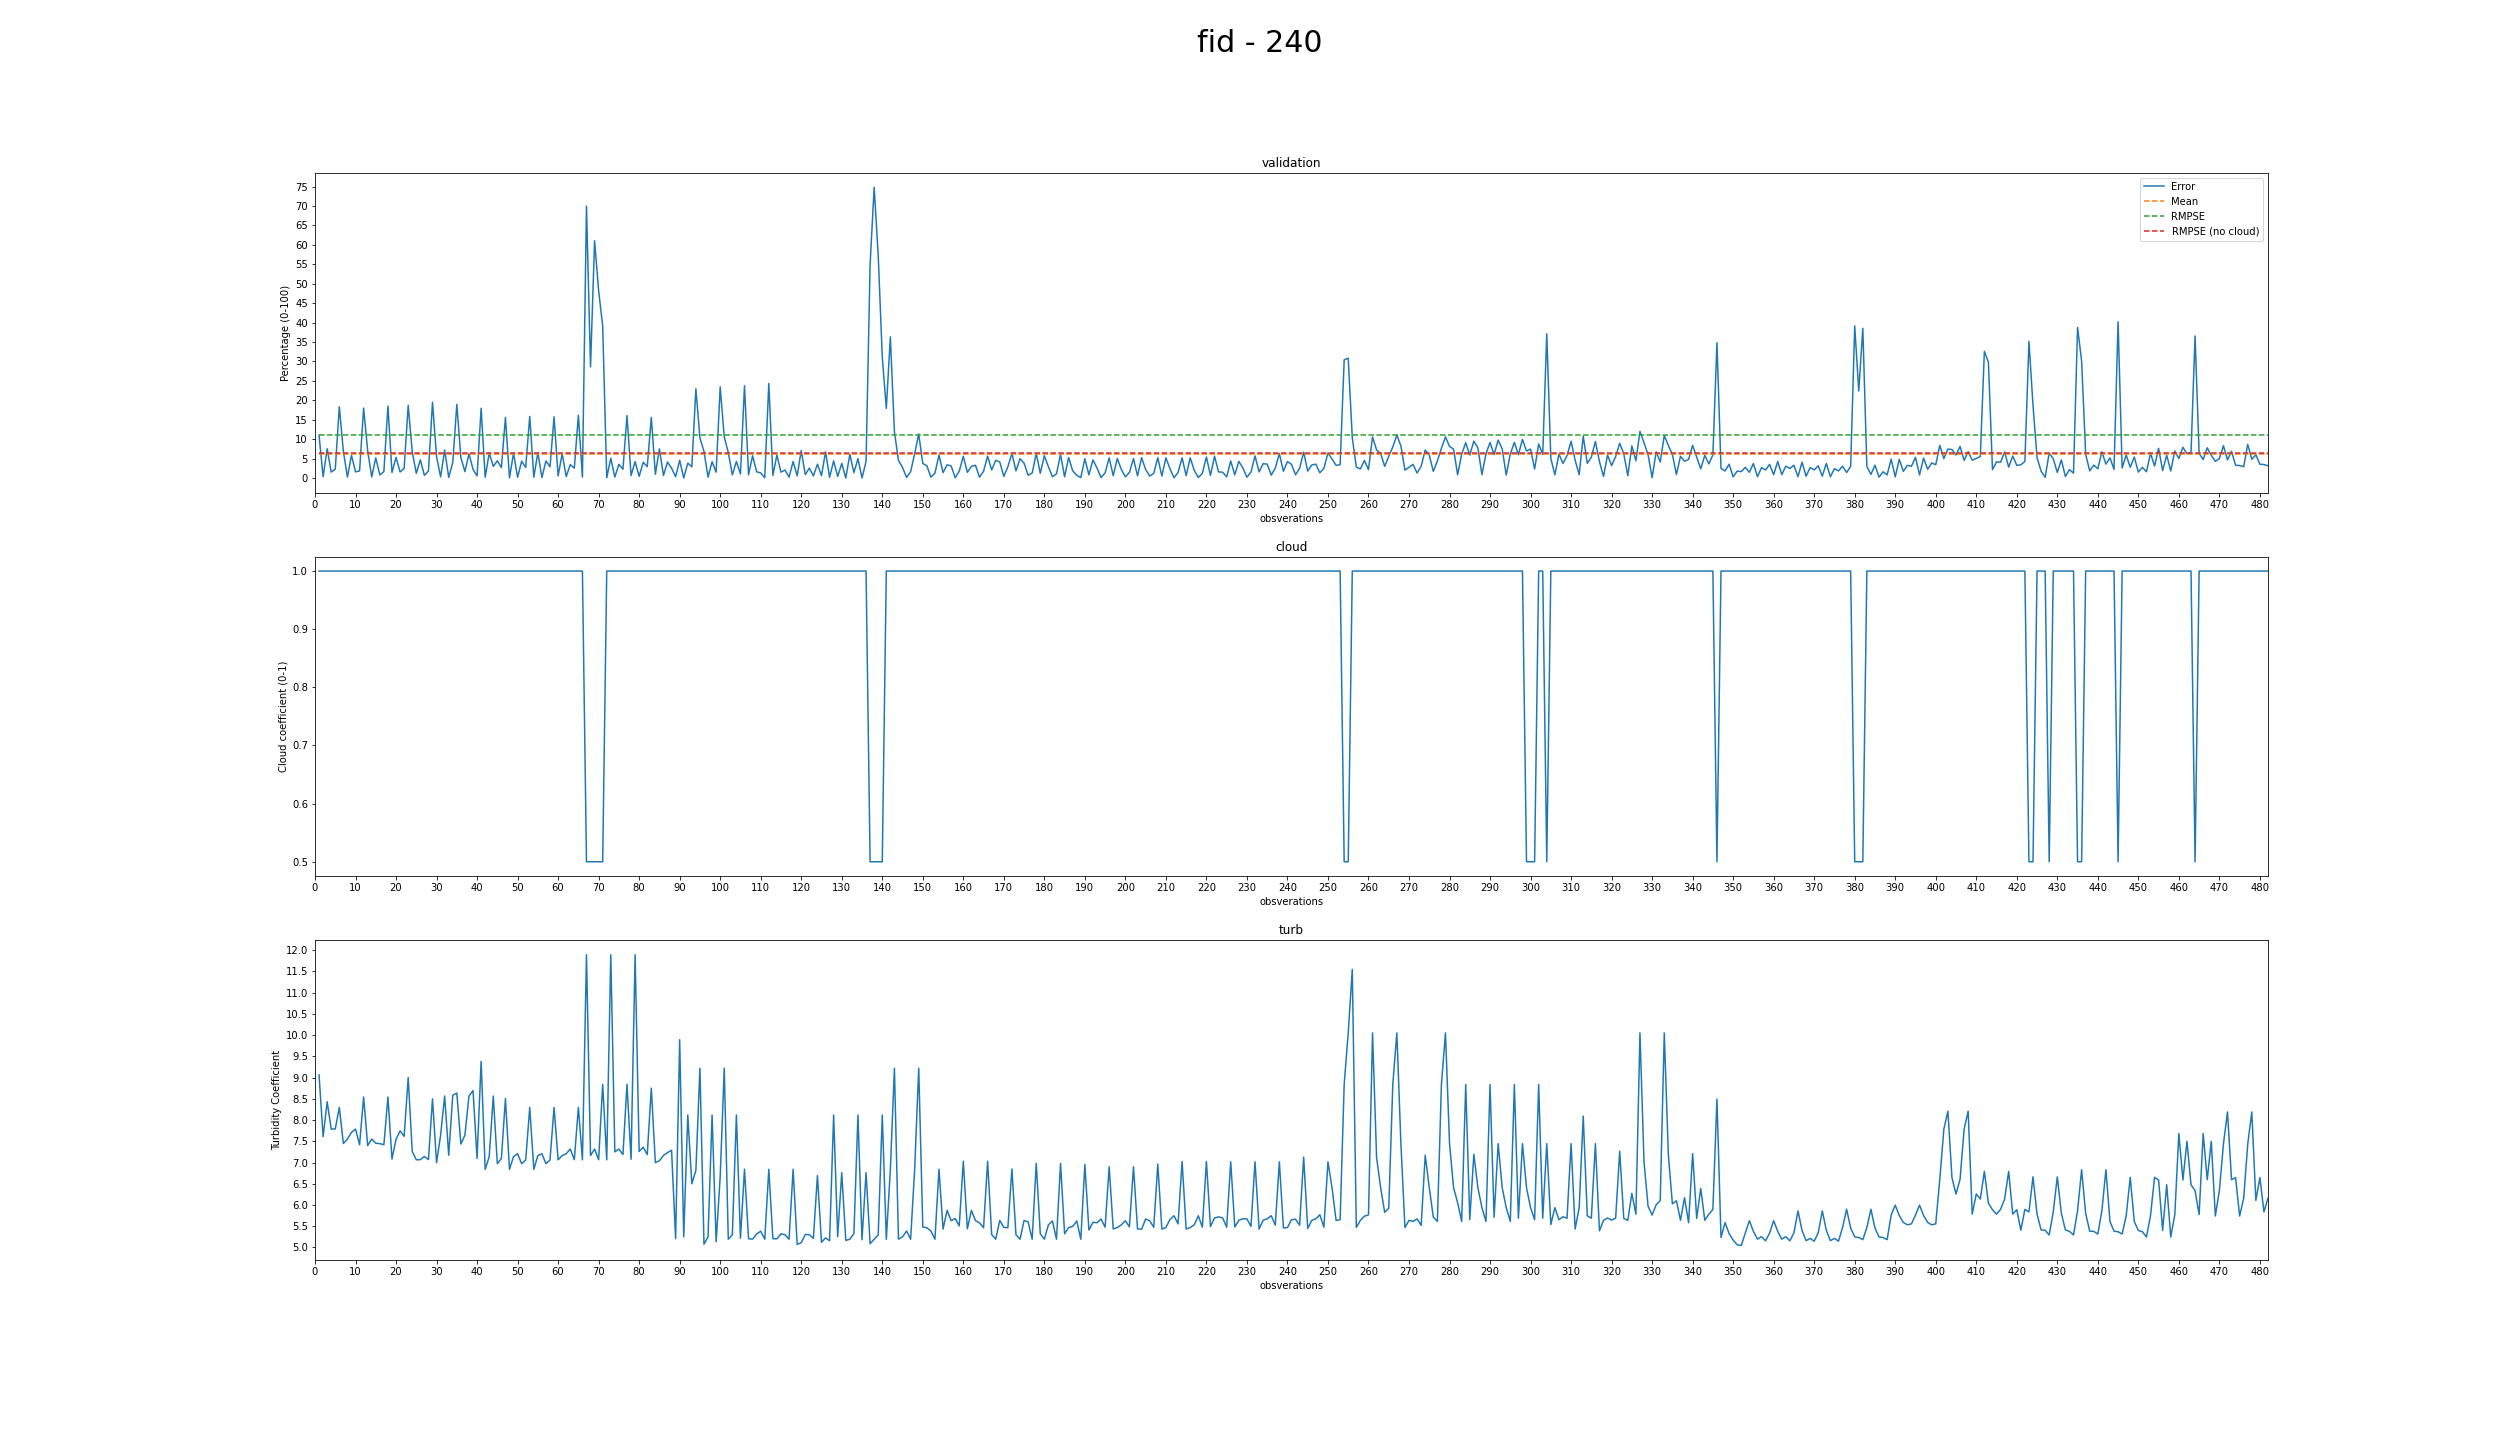 fid - 240
validation
Percentage (0-100)
75
70
65
60
55
50
45
40
35
30
25
20
15
10
5
0
Error
Mean
RMPSE
RMPSE (no cloud)
0 10 20 30 40 50 60 70 80 90 100 110 120 130 140 150 160 170 180 190 200 210 220 230 240 250 260 270 280 290 300 310 320 330 340 350 360 370 380 390 400 410 420 430 440 450 460 470 480
obsverations
cloud
Cloud coefficient (0-1)
1.0
0.9
0.8
0.7
0.6
0.5
0 10 20 30 40 50 60 70 80 90 100 110 120 130 140 150 160 170 180 190 200 210 220 230 240 250 260 270 280 290 300 310 320 330 340 350 360 370 380 390 400 410 420 430 440 450 460 470 480
obsverations
turb
Turbidity Coefficient
12.0
11.5
11.0
10.5
10.0
9.5
9.0
8.5
8.0
7.5
7.0
6.5
6.0
5.5
5.0
0 10 20 30 40 50 60 70 80 90 100 110 120 130 140 150 160 170 180 190 200 210 220 230 240 250 260 270 280 290 300 310 320 330 340 350 360 370 380 390 400 410 420 430 440 450 460 470 480
obsverations